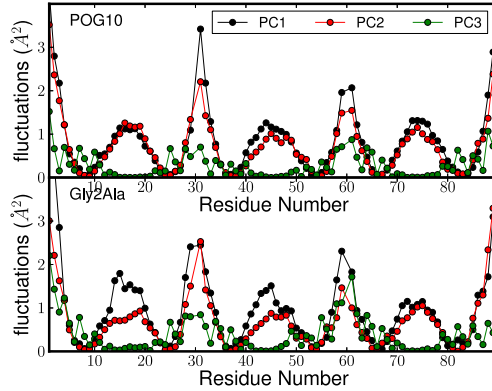 POG10
PC1 PC2 PC3
fluctuations (Å²)
3
2
1
0
10 20 30 40 50 60 70 80
Residue Number
Gly2Ala
fluctuations (Å²)
3
2
1
0
10 20 30 40 50 60 70 80
Residue Number